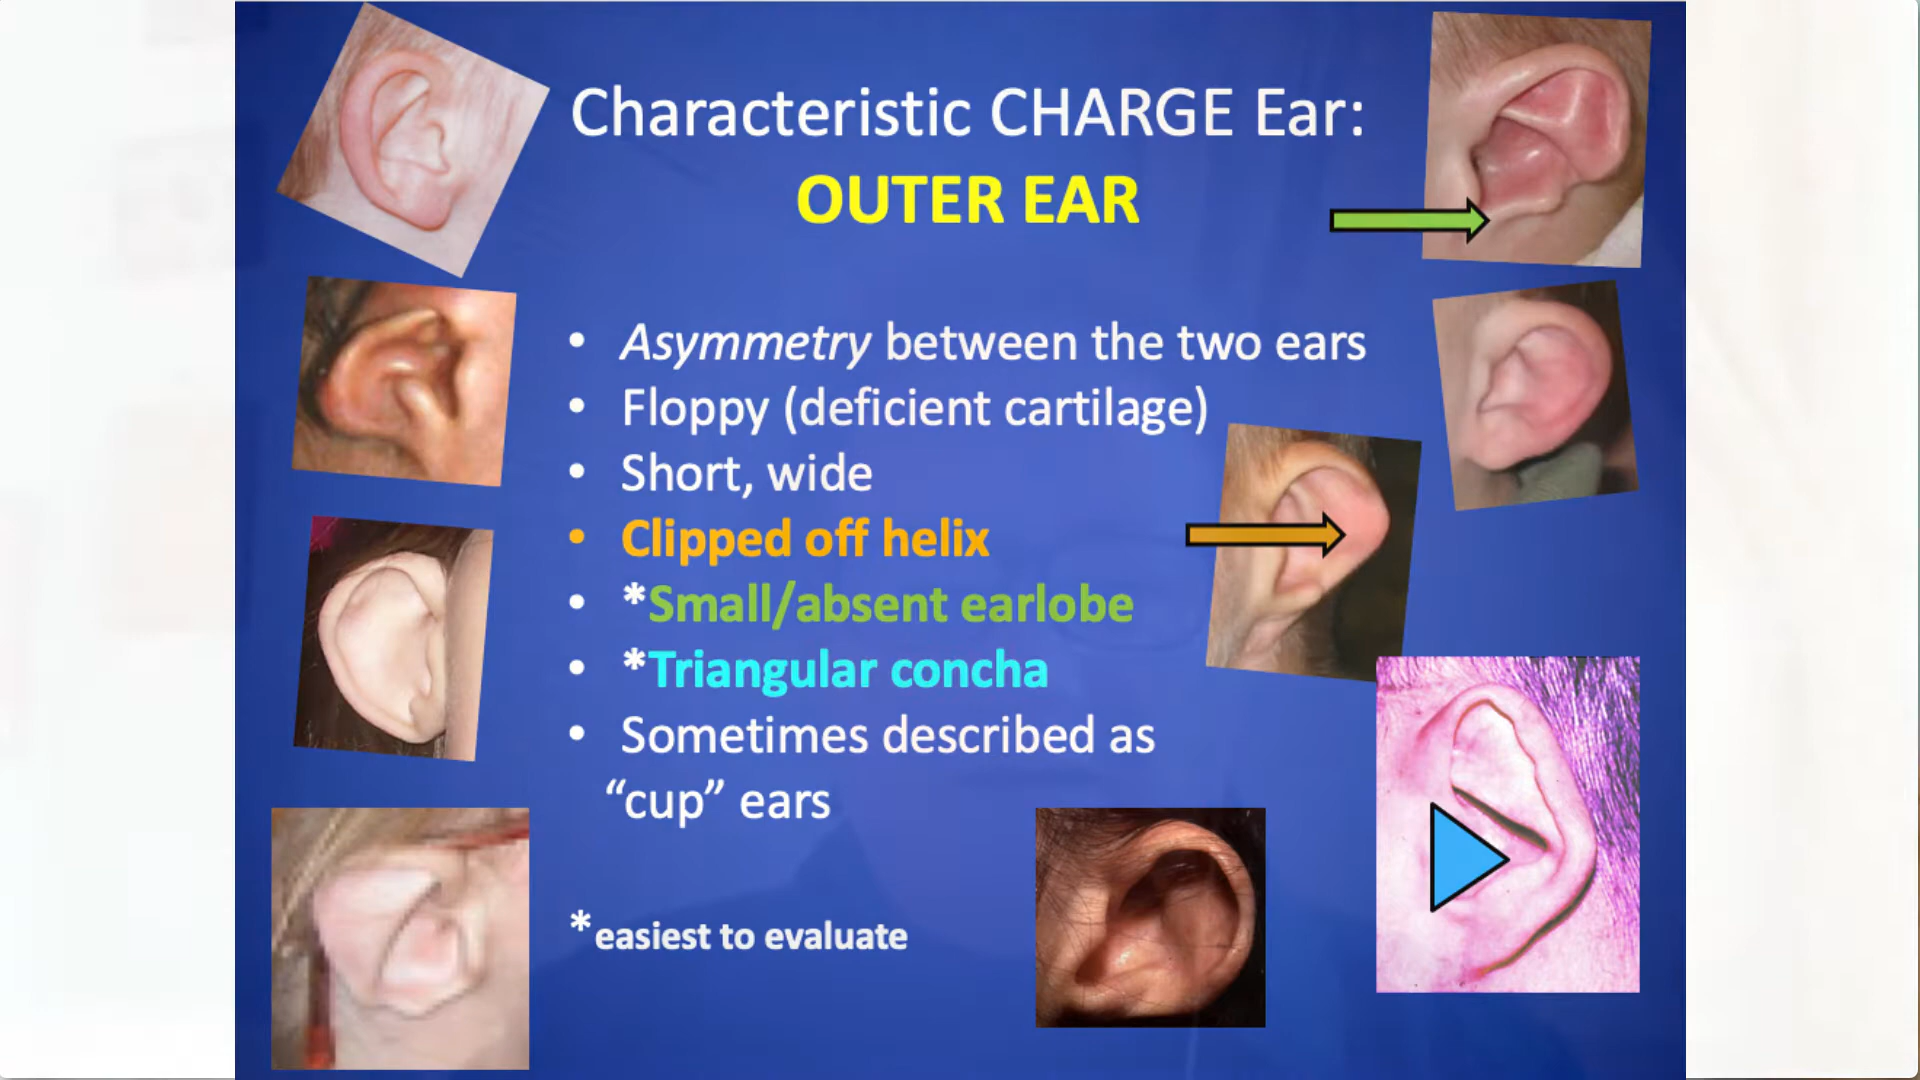 Characteristic CHARGE Ear:
OUTER EAR
• Asymmetry between the two ears
• Floppy (deficient cartilage)
• Short, wide
• Clipped off helix
• *Small/absent earlobe
• *Triangular concha
• Sometimes described as
“cup” ears
*easiest to evaluate